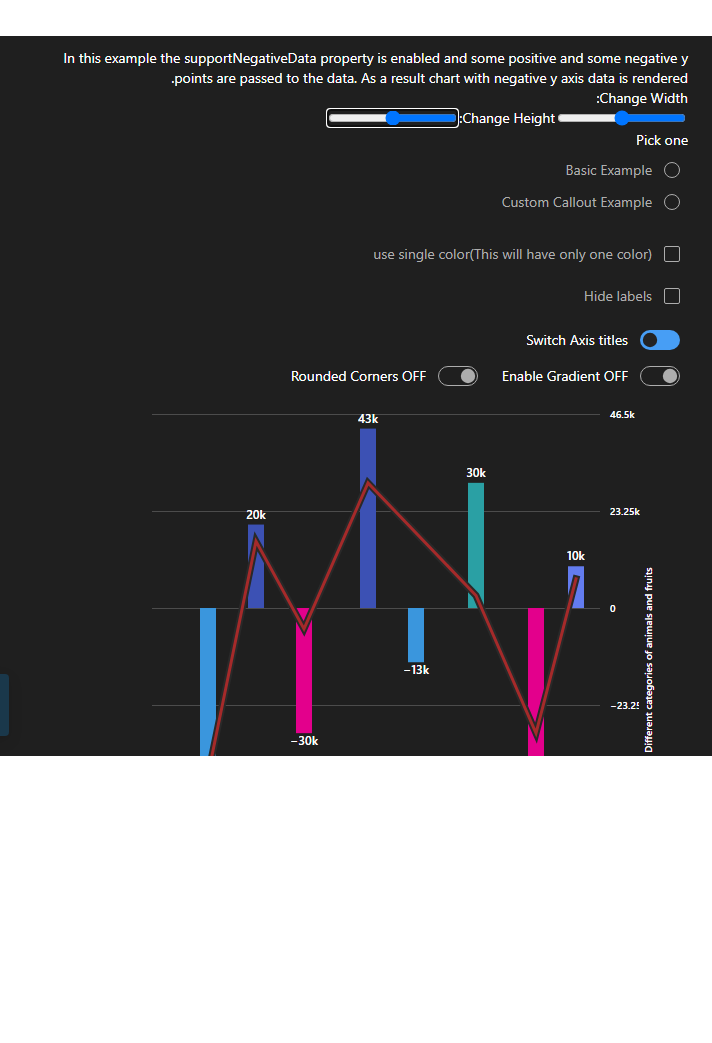 In this example the supportNegativeData property is enabled and some positive and some negative y
.points are passed to the data. As a result chart with negative y axis data is rendered
:Change Width
:Change Height
Pick one
Basic Example
Custom Callout Example
use single color(This will have only one color)
Hide labels
Switch Axis titles
Rounded Corners OFF
Enable Gradient OFF
46.5k
43k
30k
23.25k
20k
10k
0
−13k
−23.25
−30k
Different categories of animals and fruits